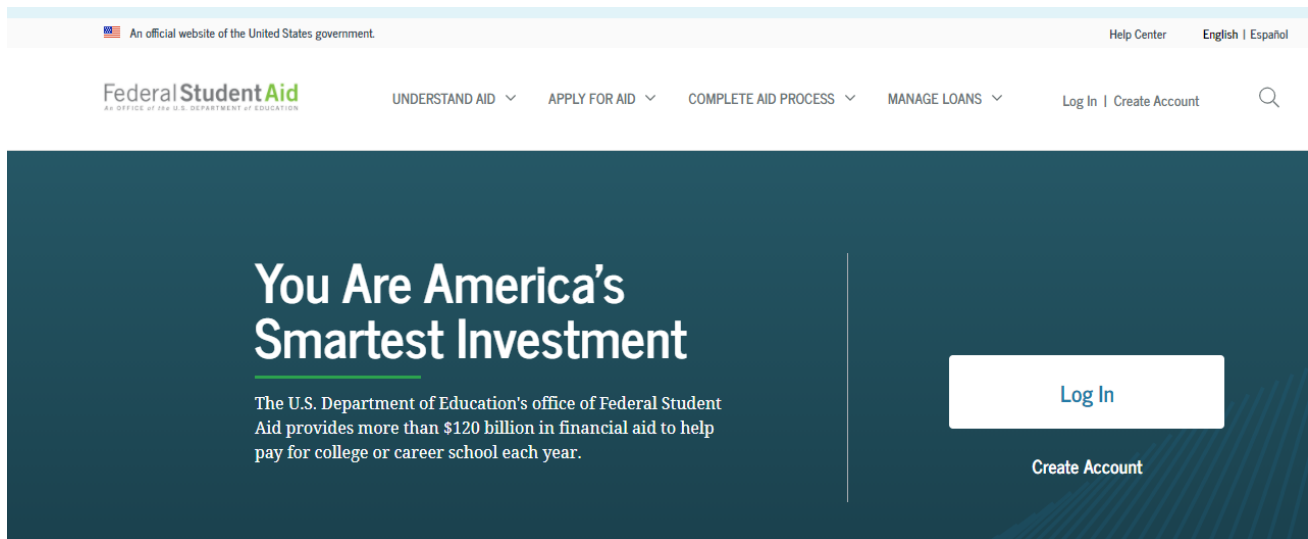 An official website of the United States government.
Help Center English | Español
Federal Student Aid
An OFFICE of the U.S. DEPARTMENT of EDUCATION
UNDERSTAND AID APPLY FOR AID COMPLETE AID PROCESS MANAGE LOANS Log In | Create Account
You Are America's
Smartest Investment
The U.S. Department of Education's office of Federal Student
Aid provides more than $120 billion in financial aid to help
pay for college or career school each year.
Log In
Create Account